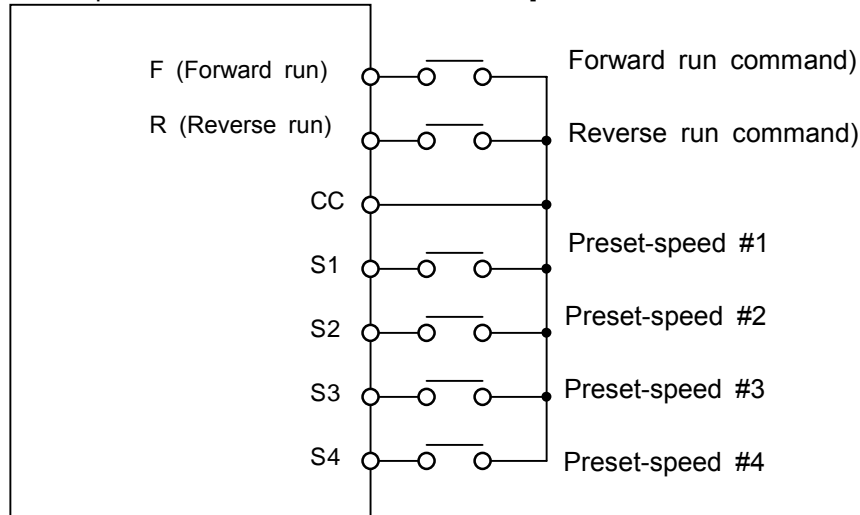 F (Forward run) Forward run command)
R (Reverse run) Reverse run command)
CC
S1 Preset-speed #1
S2 Preset-speed #2
S3 Preset-speed #3
S4 Preset-speed #4